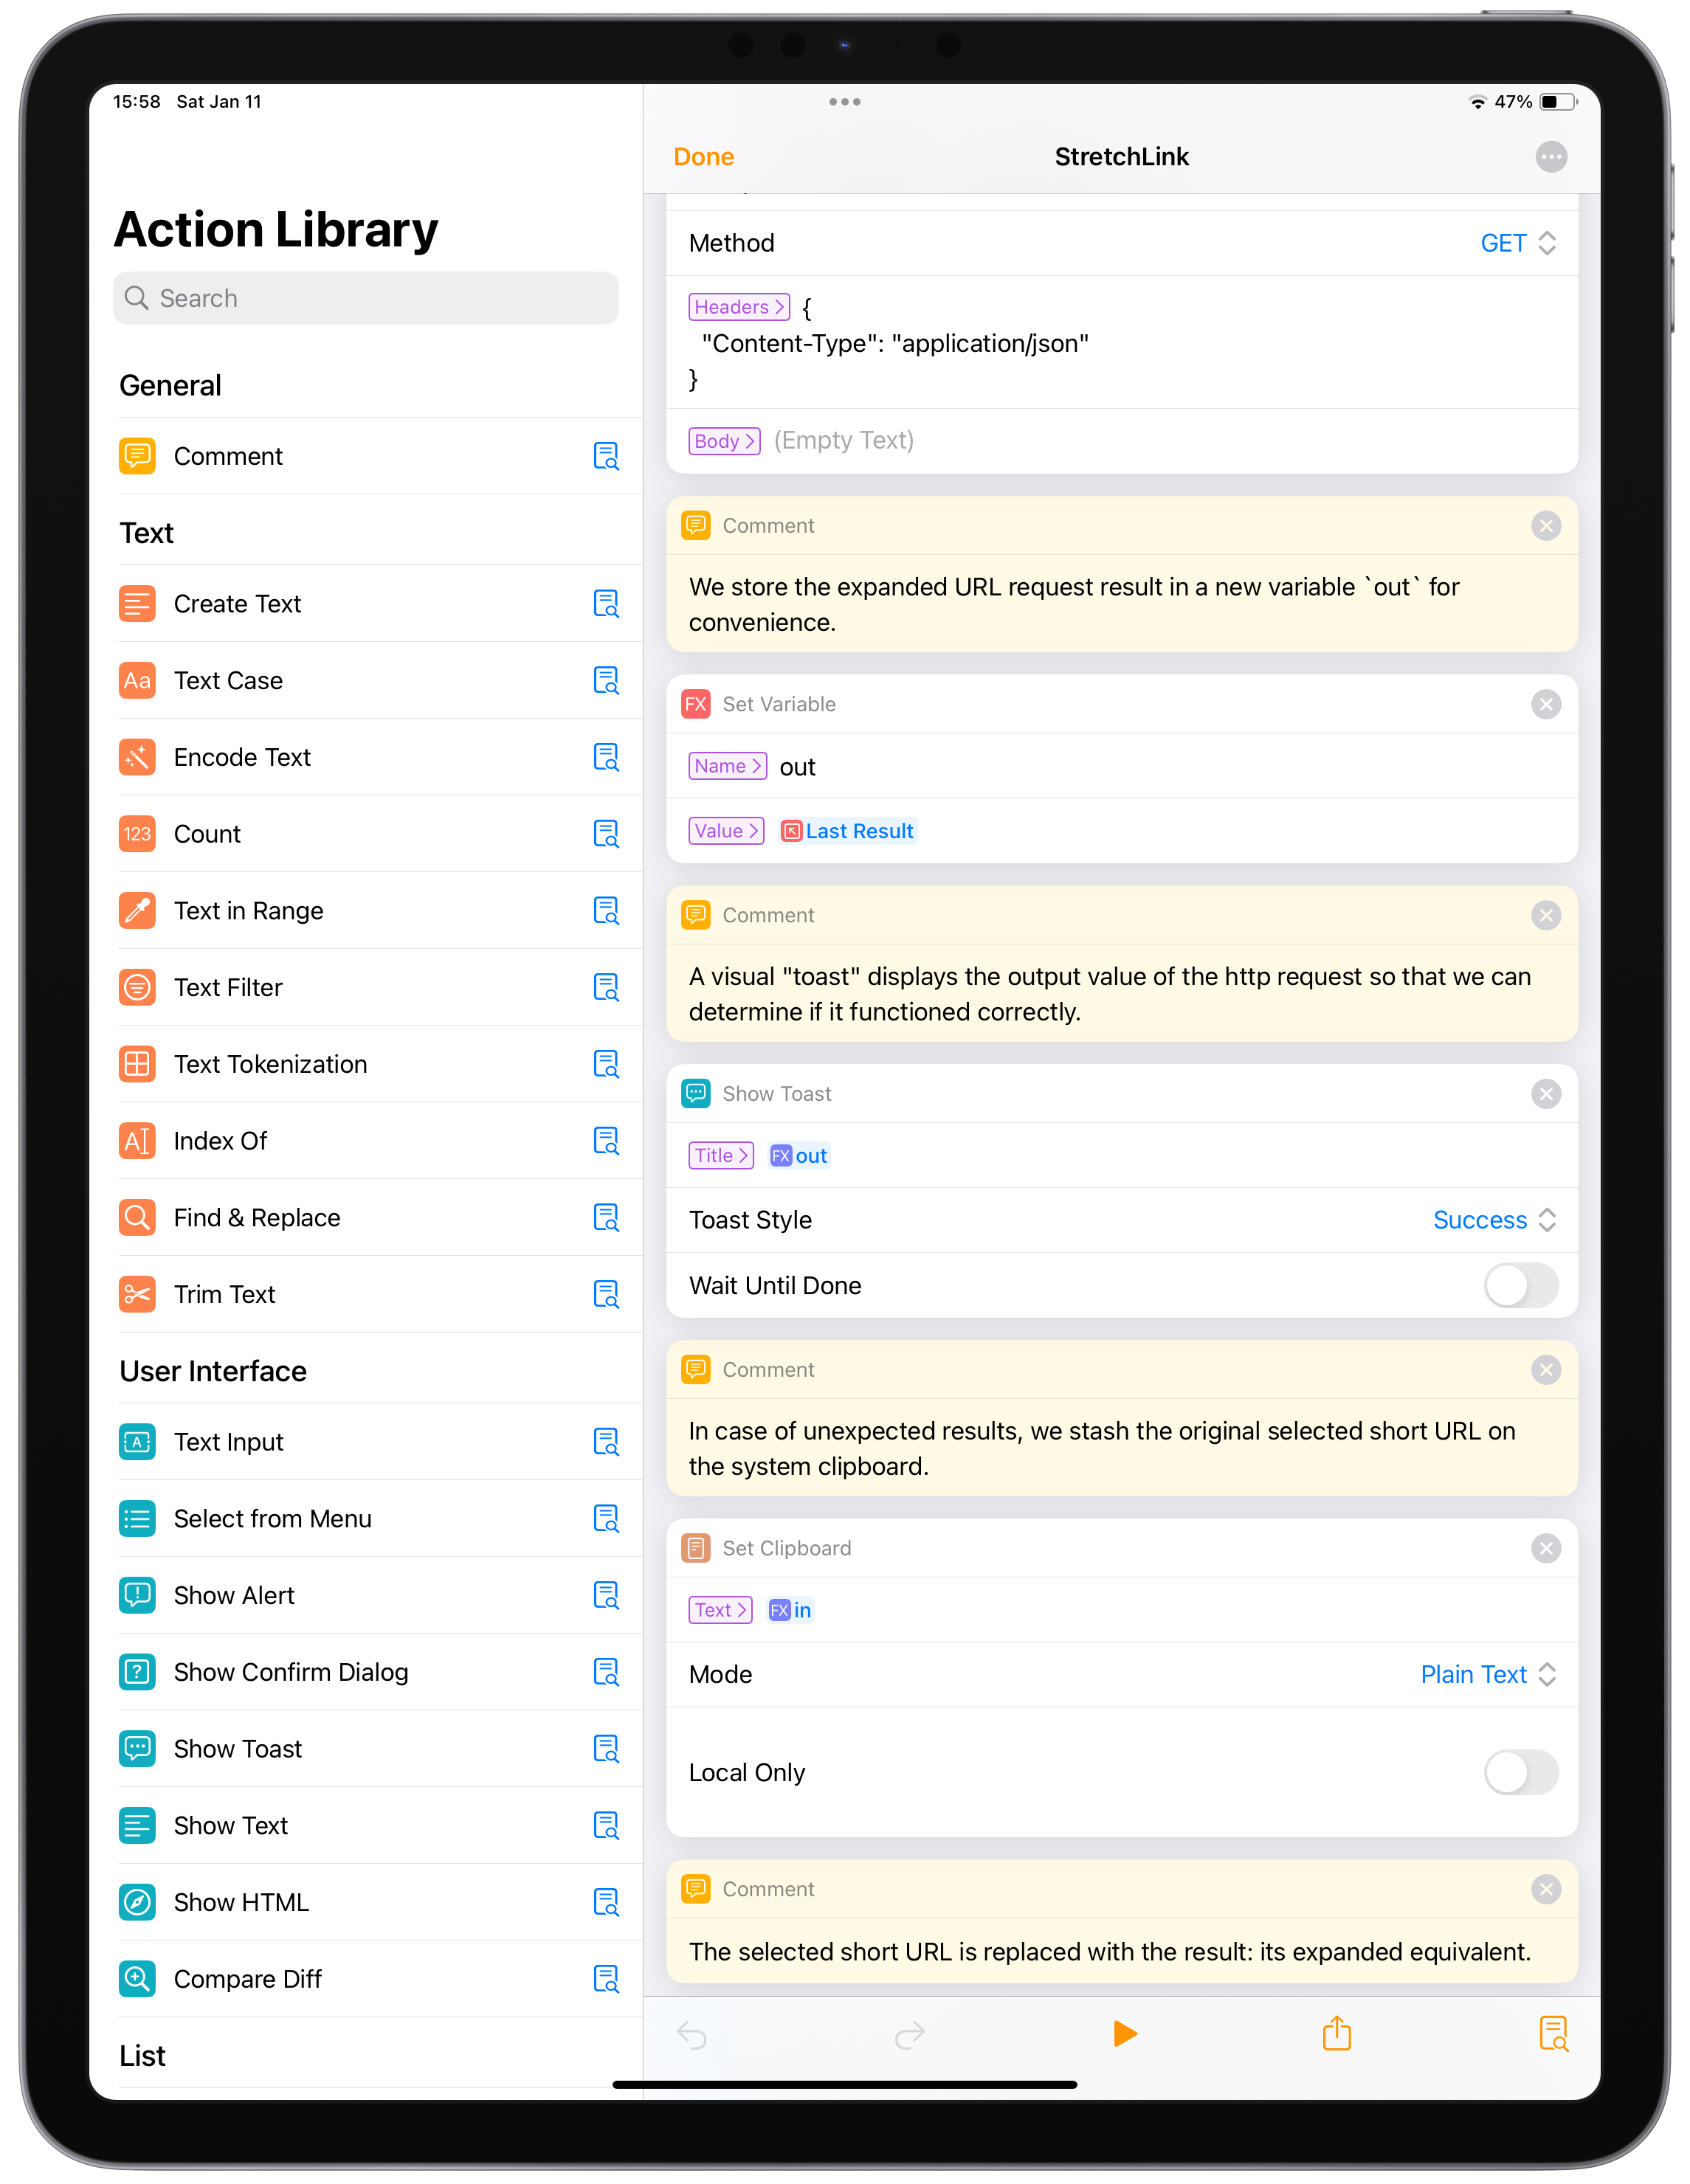 15:58 Sat Jan 11
47%
Action Library
Search
General
Comment
Text
Create Text
Aa Text Case
Encode Text
123 Count
Text in Range
Text Filter
Text Tokenization
A Index Of
Find & Replace
Trim Text
User Interface
A Text Input
Select from Menu
! Show Alert
? Show Confirm Dialog
Show Toast
Show Text
Show HTML
Compare Diff
List
Done StretchLink
Method GET
Headers {
"Content-Type": "application/json"
}
Body (Empty Text)
Comment
We store the expanded URL request result in a new variable `out` for
convenience.
FX Set Variable
Name out
Value Last Result
Comment
A visual "toast" displays the output value of the http request so that we can
determine if it functioned correctly.
Show Toast
Title FX out
Toast Style Success
Wait Until Done
Comment
In case of unexpected results, we stash the original selected short URL on
the system clipboard.
Set Clipboard
Text FX in
Mode Plain Text
Local Only
Comment
The selected short URL is replaced with the result: its expanded equivalent.